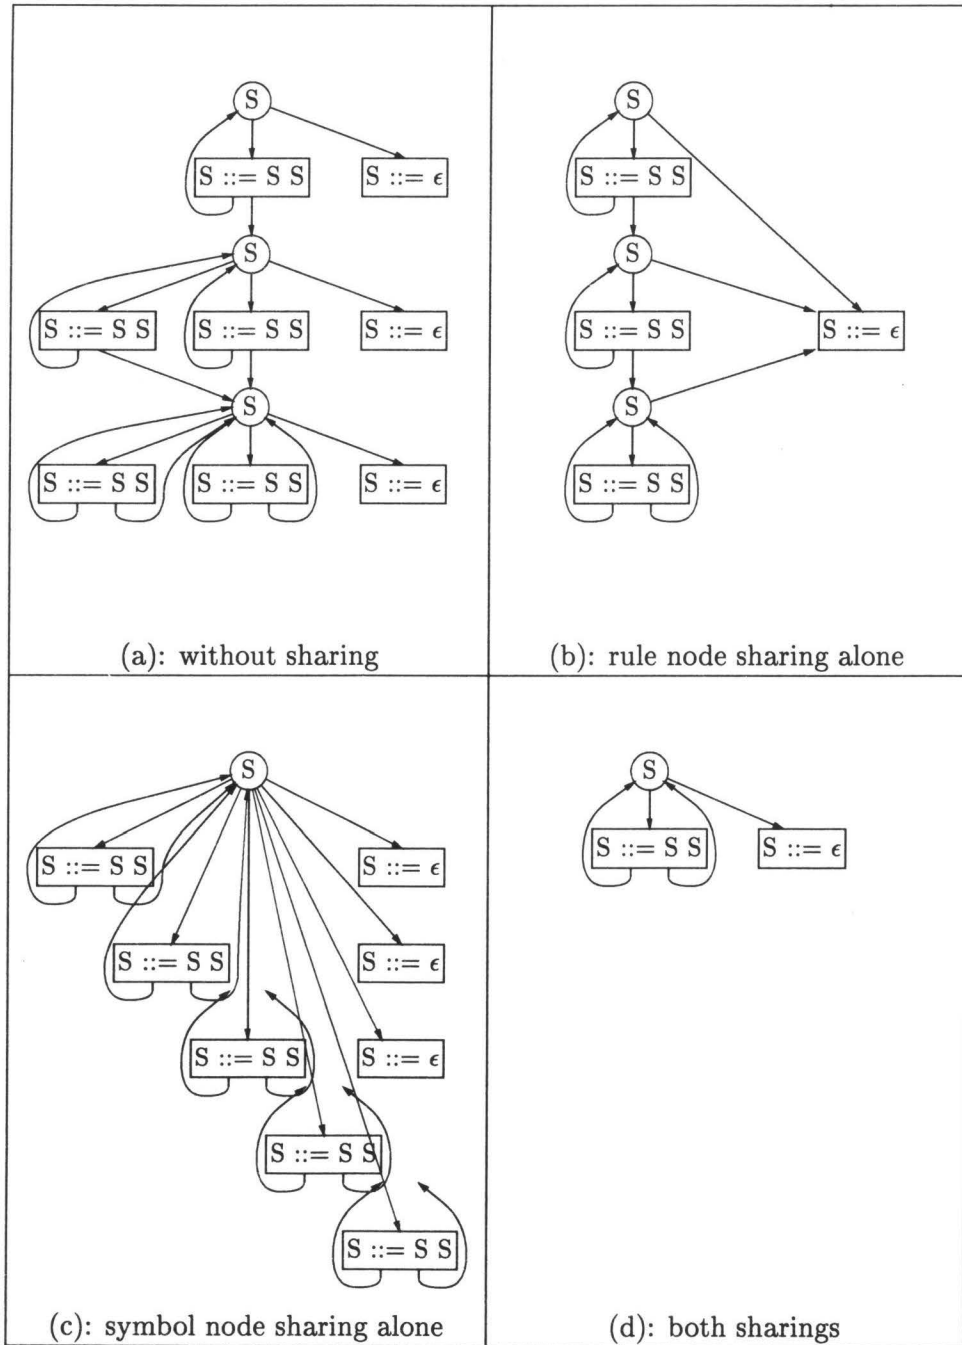 S
S ::= S S
S ::= ϵ
S
S ::= S S
S ::= S S
S ::= ϵ
S
S ::= S S
S ::= S S
S ::= ϵ
(a): without sharing
S
S ::= S S
S
S ::= S S
S ::= ϵ
S
S ::= S S
(b): rule node sharing alone
S
S ::= S S
S ::= ϵ
S ::= S S
S ::= ϵ
S ::= S S
S ::= ϵ
S ::= S S
S ::= S S
(c): symbol node sharing alone
S
S ::= S S
S ::= ϵ
(d): both sharings